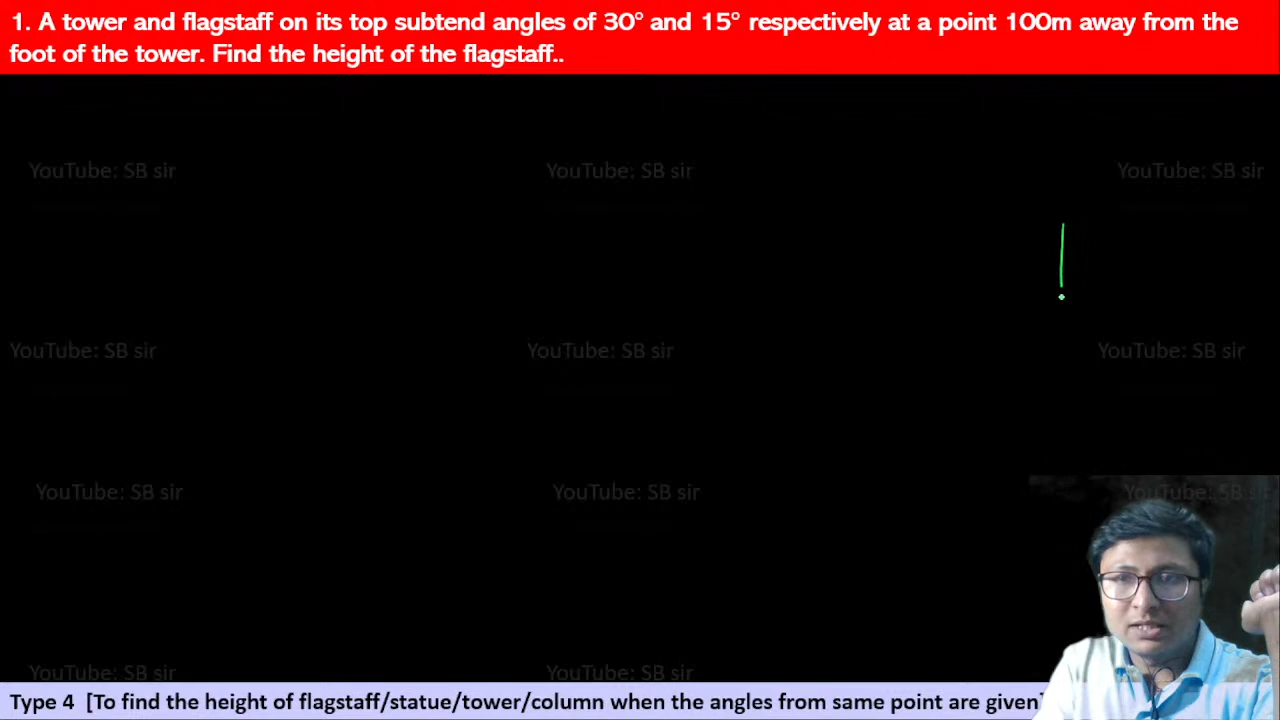 1. A tower and flagstaff on its top subtend angles of 30° and 15° respectively at a point 100m away from the
foot of the tower. Find the height of the flagstaff..
YouTube: SB sir YouTube: SB sir YouTube: SB sir
YouTube: SB sir YouTube: SB sir YouTube: SB sir
YouTube: SB sir YouTube: SB sir YouTube: SB
YouTube: SB sir YouTube: SB sir
Type 4 [To find the height of flagstaff/statue/tower/column when the angles from same point are given]